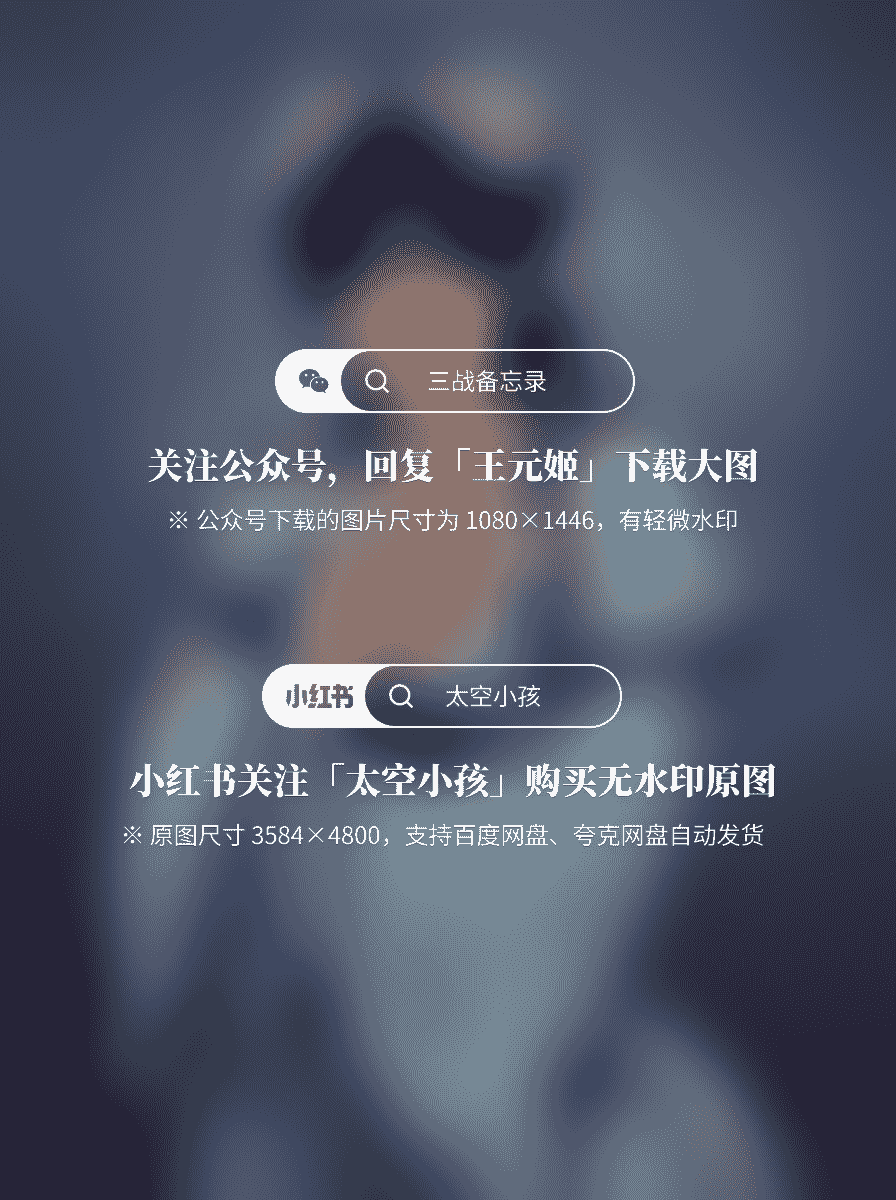 三战备忘录
关注公众号，回复「王元姬」下载大图
※ 公众号下载的图片尺寸为 1080×1446，有轻微水印
小红书 太空小孩
小红书关注「太空小孩」购买无水印原图
※ 原图尺寸 3584×4800，支持百度网盘、夸克网盘自动发货